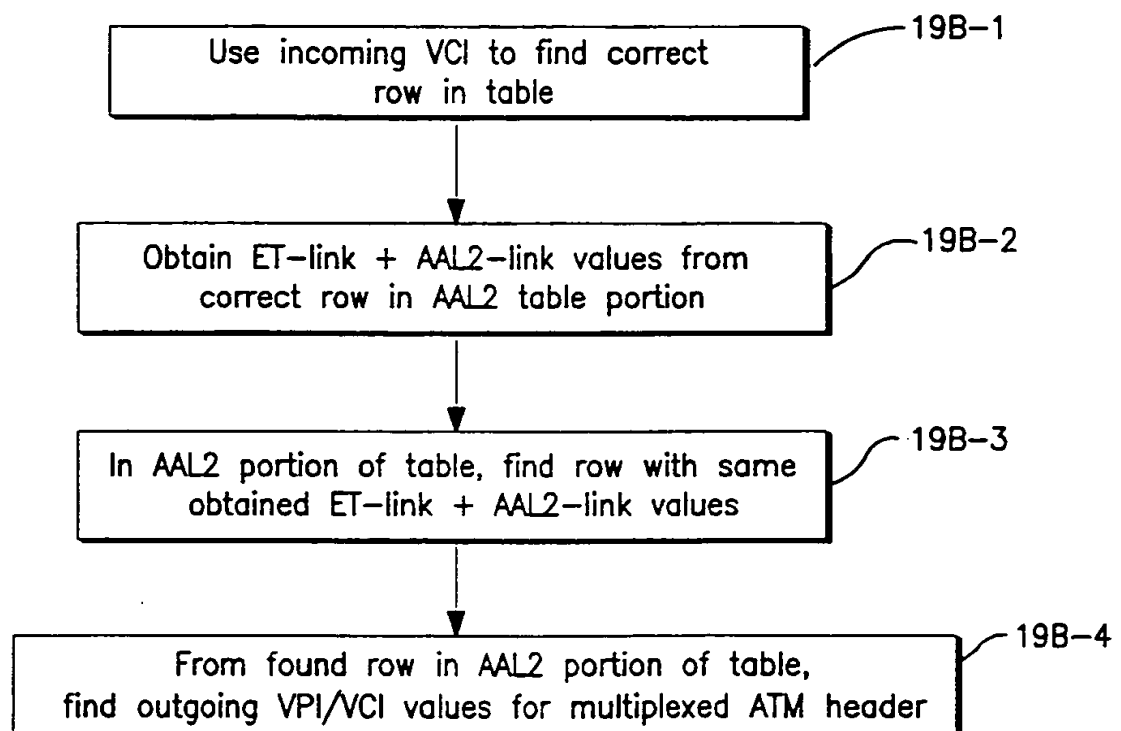 Use incoming VCI to find correct
row in table
19B-1
Obtain ET-link + AAL2-link values from
correct row in AAL2 table portion
19B-2
In AAL2 portion of table, find row with same
obtained ET-link + AAL2-link values
19B-3
From found row in AAL2 portion of table,
find outgoing VPI/VCI values for multiplexed ATM header
19B-4